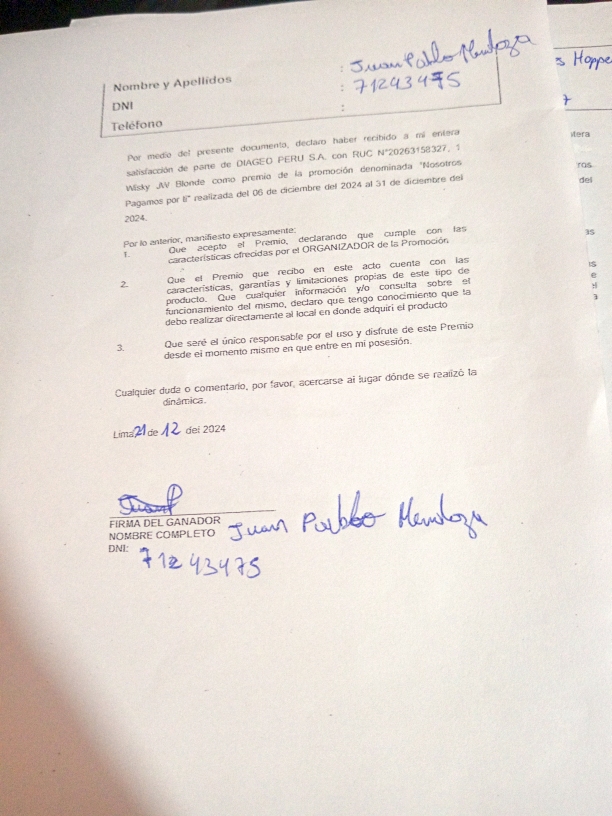 Nombre y Apellidos : Juan Pablo Mendoza
DNI : 71243475
Teléfono :
Por medio del presente documento, declaro haber recibido a mi entera
satisfacción de parte de DIAGEO PERU S.A. con RUC N°20263158327, 1
Wisky JW Blonde como premio de la promoción denominada "Nosotros
Pagamos por ti" realizada del 06 de diciembre del 2024 al 31 de diciembre del
2024.
Por lo anterior, manifiesto expresamente:
1. Que acepto el Premio, declarando que cumple con las
características ofrecidas por el ORGANIZADOR de la Promoción
2. Que el Premio que recibo en este acto cuenta con las
características, garantías y limitaciones propias de este tipo de
producto. Que cualquier información y/o consulta sobre el
funcionamiento del mismo, declaro que tengo conocimiento que la
debo realizar directamente al local en donde adquirí el producto
3. Que seré el único responsable por el uso y disfrute de este Premio
desde el momento mismo en que entre en mi posesión.
Cualquier duda o comentario, por favor, acercarse al lugar dónde se realizó la
dinámica.
Lima 21 de 12 del 2024
FIRMA DEL GANADOR
NOMBRE COMPLETO Juan Pabblo Mendoza
DNI: 71243475
s Hoppe
7
ntera
ros
del
as